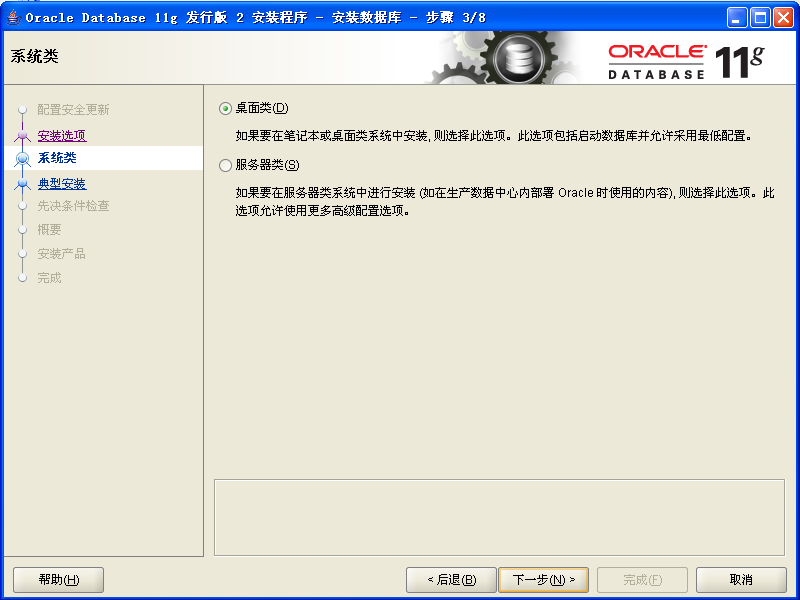 Oracle Database 11g 发行版 2 安装程序 - 安装数据库 - 步骤 3/8
系统类
ORACLE
DATABASE 11g
配置安全更新
安装选项
系统类
典型安装
先决条件检查
概要
安装产品
完成
桌面类(D)
如果要在笔记本或桌面类系统中安装, 则选择此选项。此选项包括启动数据库并允许采用最低配置。
服务器类(S)
如果要在服务器类系统中进行安装 (如在生产数据中心内部署 Oracle 时使用的内容), 则选择此选项。此
选项允许使用更多高级配置选项。
帮助(H)
< 后退(B)
下一步(N) >
完成(F)
取消